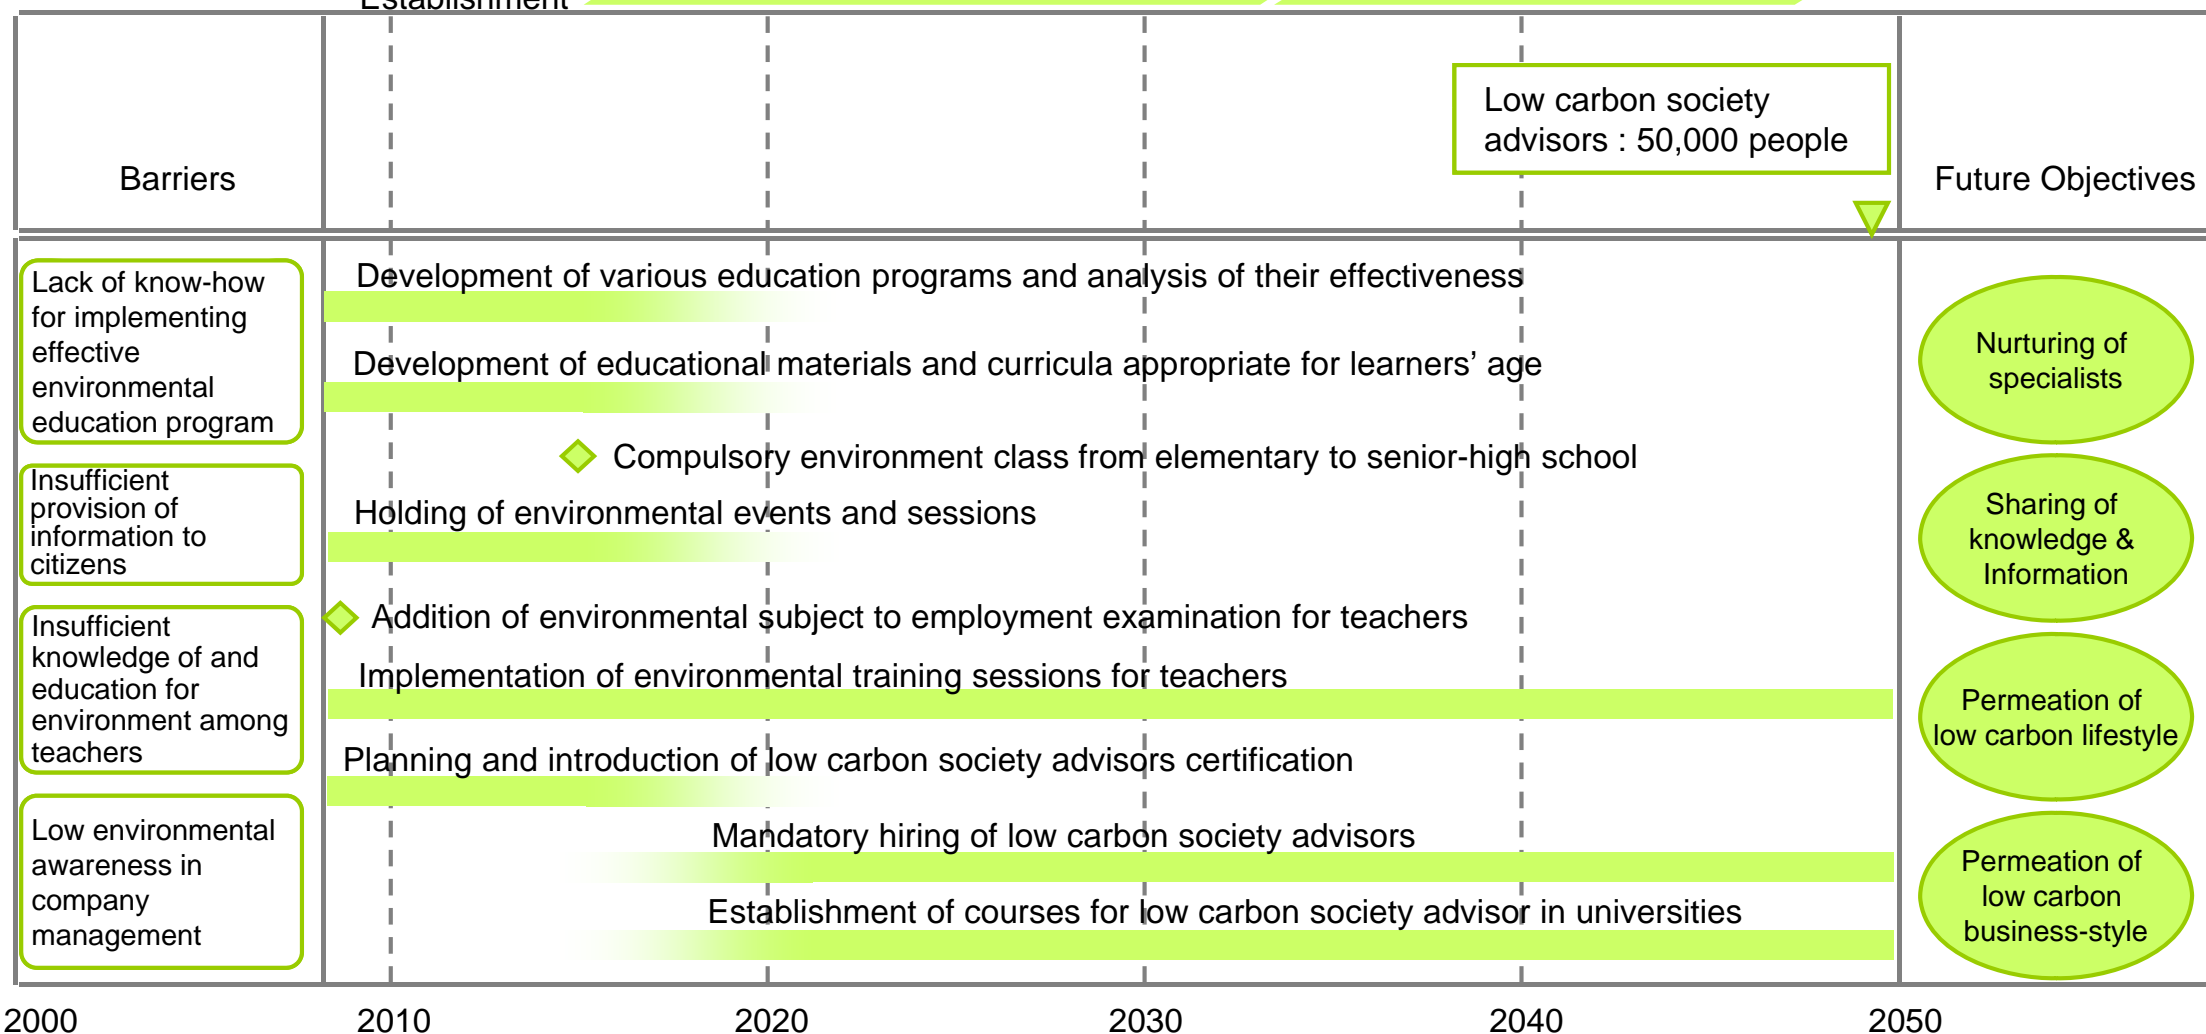 Establishment
Low carbon society
advisors : 50,000 people
Barriers
Future Objectives
Lack of know-how
for implementing
effective
environmental
education program
Insufficient
provision of
information to
citizens
Insufficient
knowledge of and
education for
environment among
teachers
Low environmental
awareness in
company
management
Development of various education programs and analysis of their effectiveness
Development of educational materials and curricula appropriate for learners’ age
Compulsory environment class from elementary to senior-high school
Holding of environmental events and sessions
Addition of environmental subject to employment examination for teachers
Implementation of environmental training sessions for teachers
Planning and introduction of low carbon society advisors certification
Mandatory hiring of low carbon society advisors
Establishment of courses for low carbon society advisor in universities
Nurturing of
specialists
Sharing of
knowledge &
Information
Permeation of
low carbon lifestyle
Permeation of
low carbon
business-style
2000
2010
2020
2030
2040
2050